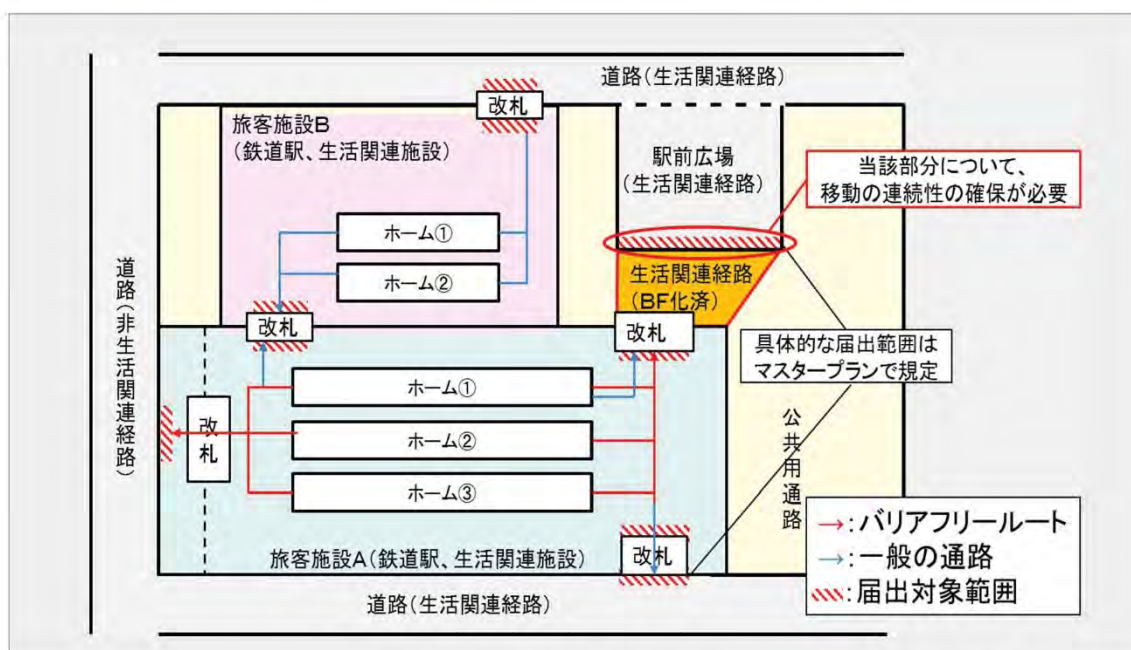 道路(生活関連経路)
改札
旅客施設B
(鉄道駅、生活関連施設)
駅前広場
(生活関連経路)
当該部分について、
移動の連続性の確保が必要
ホーム①
ホーム②
生活関連経路
(BF化済)
道路(非生活関連経路)
改札
改札
具体的な届出範囲は
マスタープランで規定
ホーム①
改札
ホーム②
ホーム③
公共用通路
→:バリアフリールート
→:一般の通路
:届出対象範囲
旅客施設A(鉄道駅、生活関連施設)
改札
道路(生活関連経路)